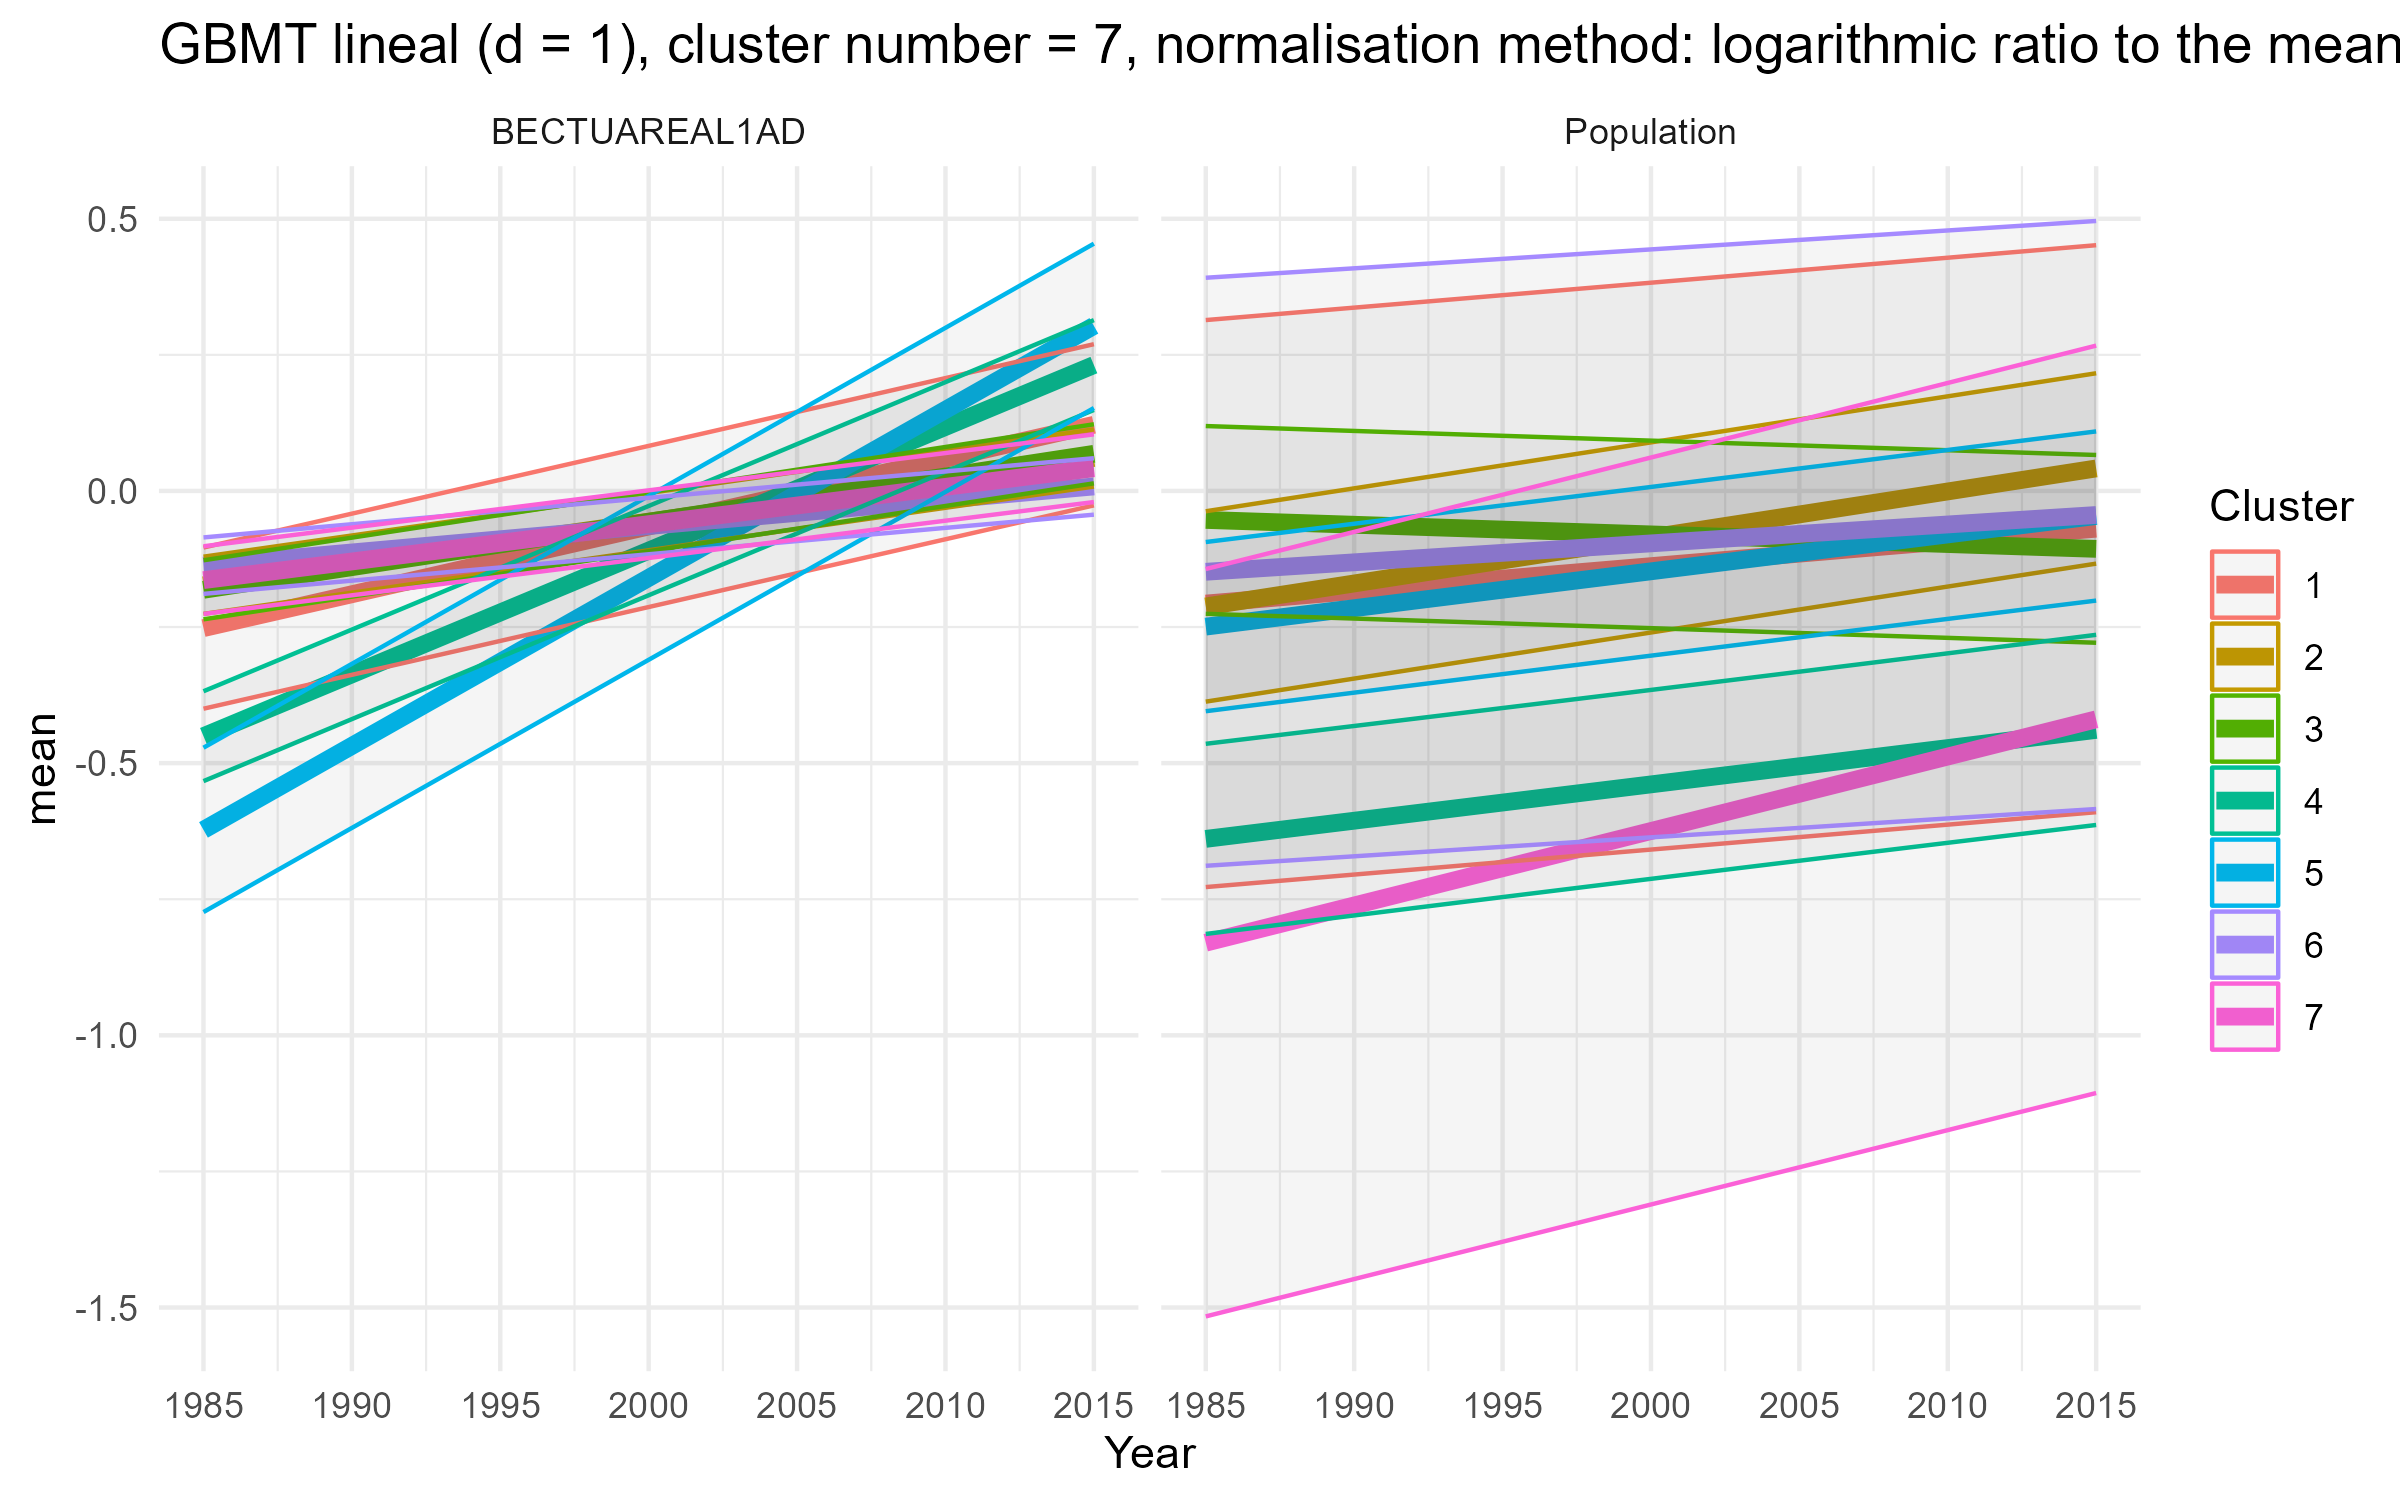 GBMT lineal (d = 1), cluster number = 7, normalisation method: logarithmic ratio to the mean
BECTUAREAL1AD
Population
0.5
0.0
-0.5
-1.0
-1.5
mean
1985 1990 1995 2000 2005 2010 2015
1985 1990 1995 2000 2005 2010 2015
Year
Cluster
1
2
3
4
5
6
7